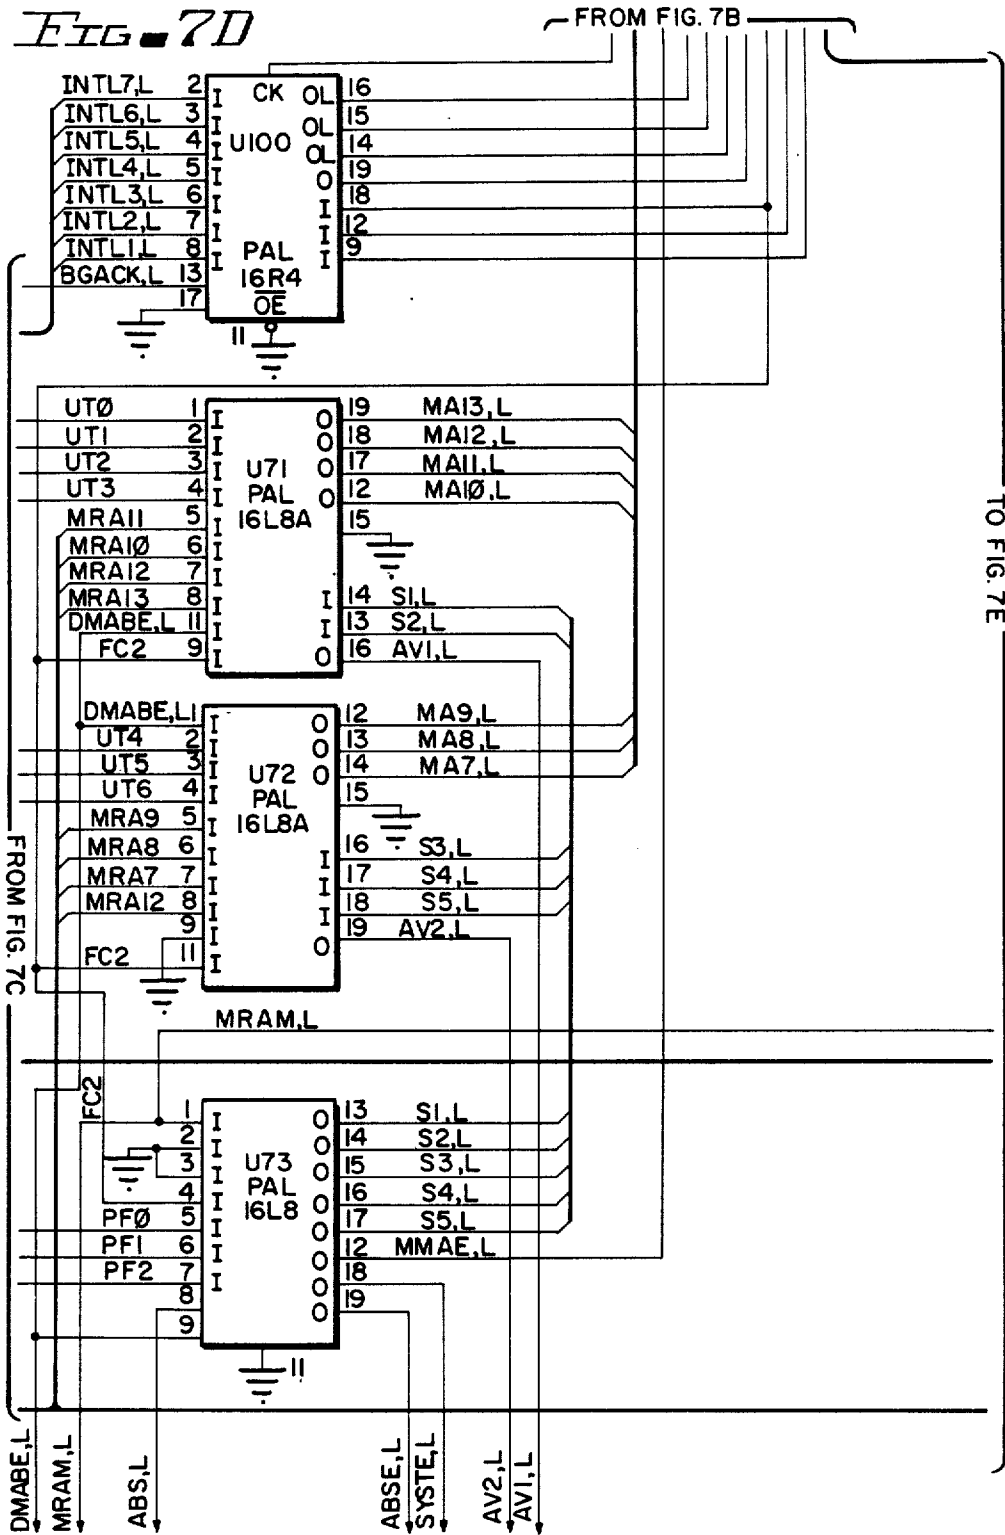 FIG. 7D
FROM FIG. 7B
INTL7,L 2 I CK OL 16
INTL6,L 3 I OL 15
INTL5,L 4 I U100 OL 14
INTL4,L 5 I O 19
INTL3,L 6 I I 18
INTL2,L 7 I I 12
INTL1,L 8 I PAL I 9
BGACK,L 13 16R4
17 OE
11
UTØ 1 I O 19 MA13,L
UT1 2 I O 18 MA12,L
UT2 3 I U71 O 17 MA11,L
UT3 4 I PAL O 12 MA1Ø,L
MRA11 5 I 16L8A 15
MRA1Ø 6 I
MRA12 7 I
MRA13 8 I I 14 S1,L
DMABE,L 11 I I 13 S2,L
FC2 9 I O 16 AV1,L
DMABE,L 1 I O 12 MA9,L
UT4 2 I O 13 MA8,L
UT5 3 I U72 O 14 MA7,L
UT6 4 I PAL 15
MRA9 5 I 16L8A
MRA8 6 I I 16 S3,L
MRA7 7 I I 17 S4,L
MRA12 8 I I 18 S5,L
9 I O 19 AV2,L
FC2 11 I
MRAM,L
FC2
1 I O 13 S1,L
2 I O 14 S2,L
3 I U73 O 15 S3,L
4 I PAL O 16 S4,L
PFØ 5 I 16L8 O 17 S5,L
PF1 6 I O 12 MMAE,L
PF2 7 I O 18
8 O 19
9
11
FROM FIG. 7C
TO FIG. 7E
DMABE,L
MRAM,L
ABS,L
ABSE,L
SYSTE,L
AV2,L
AV1,L